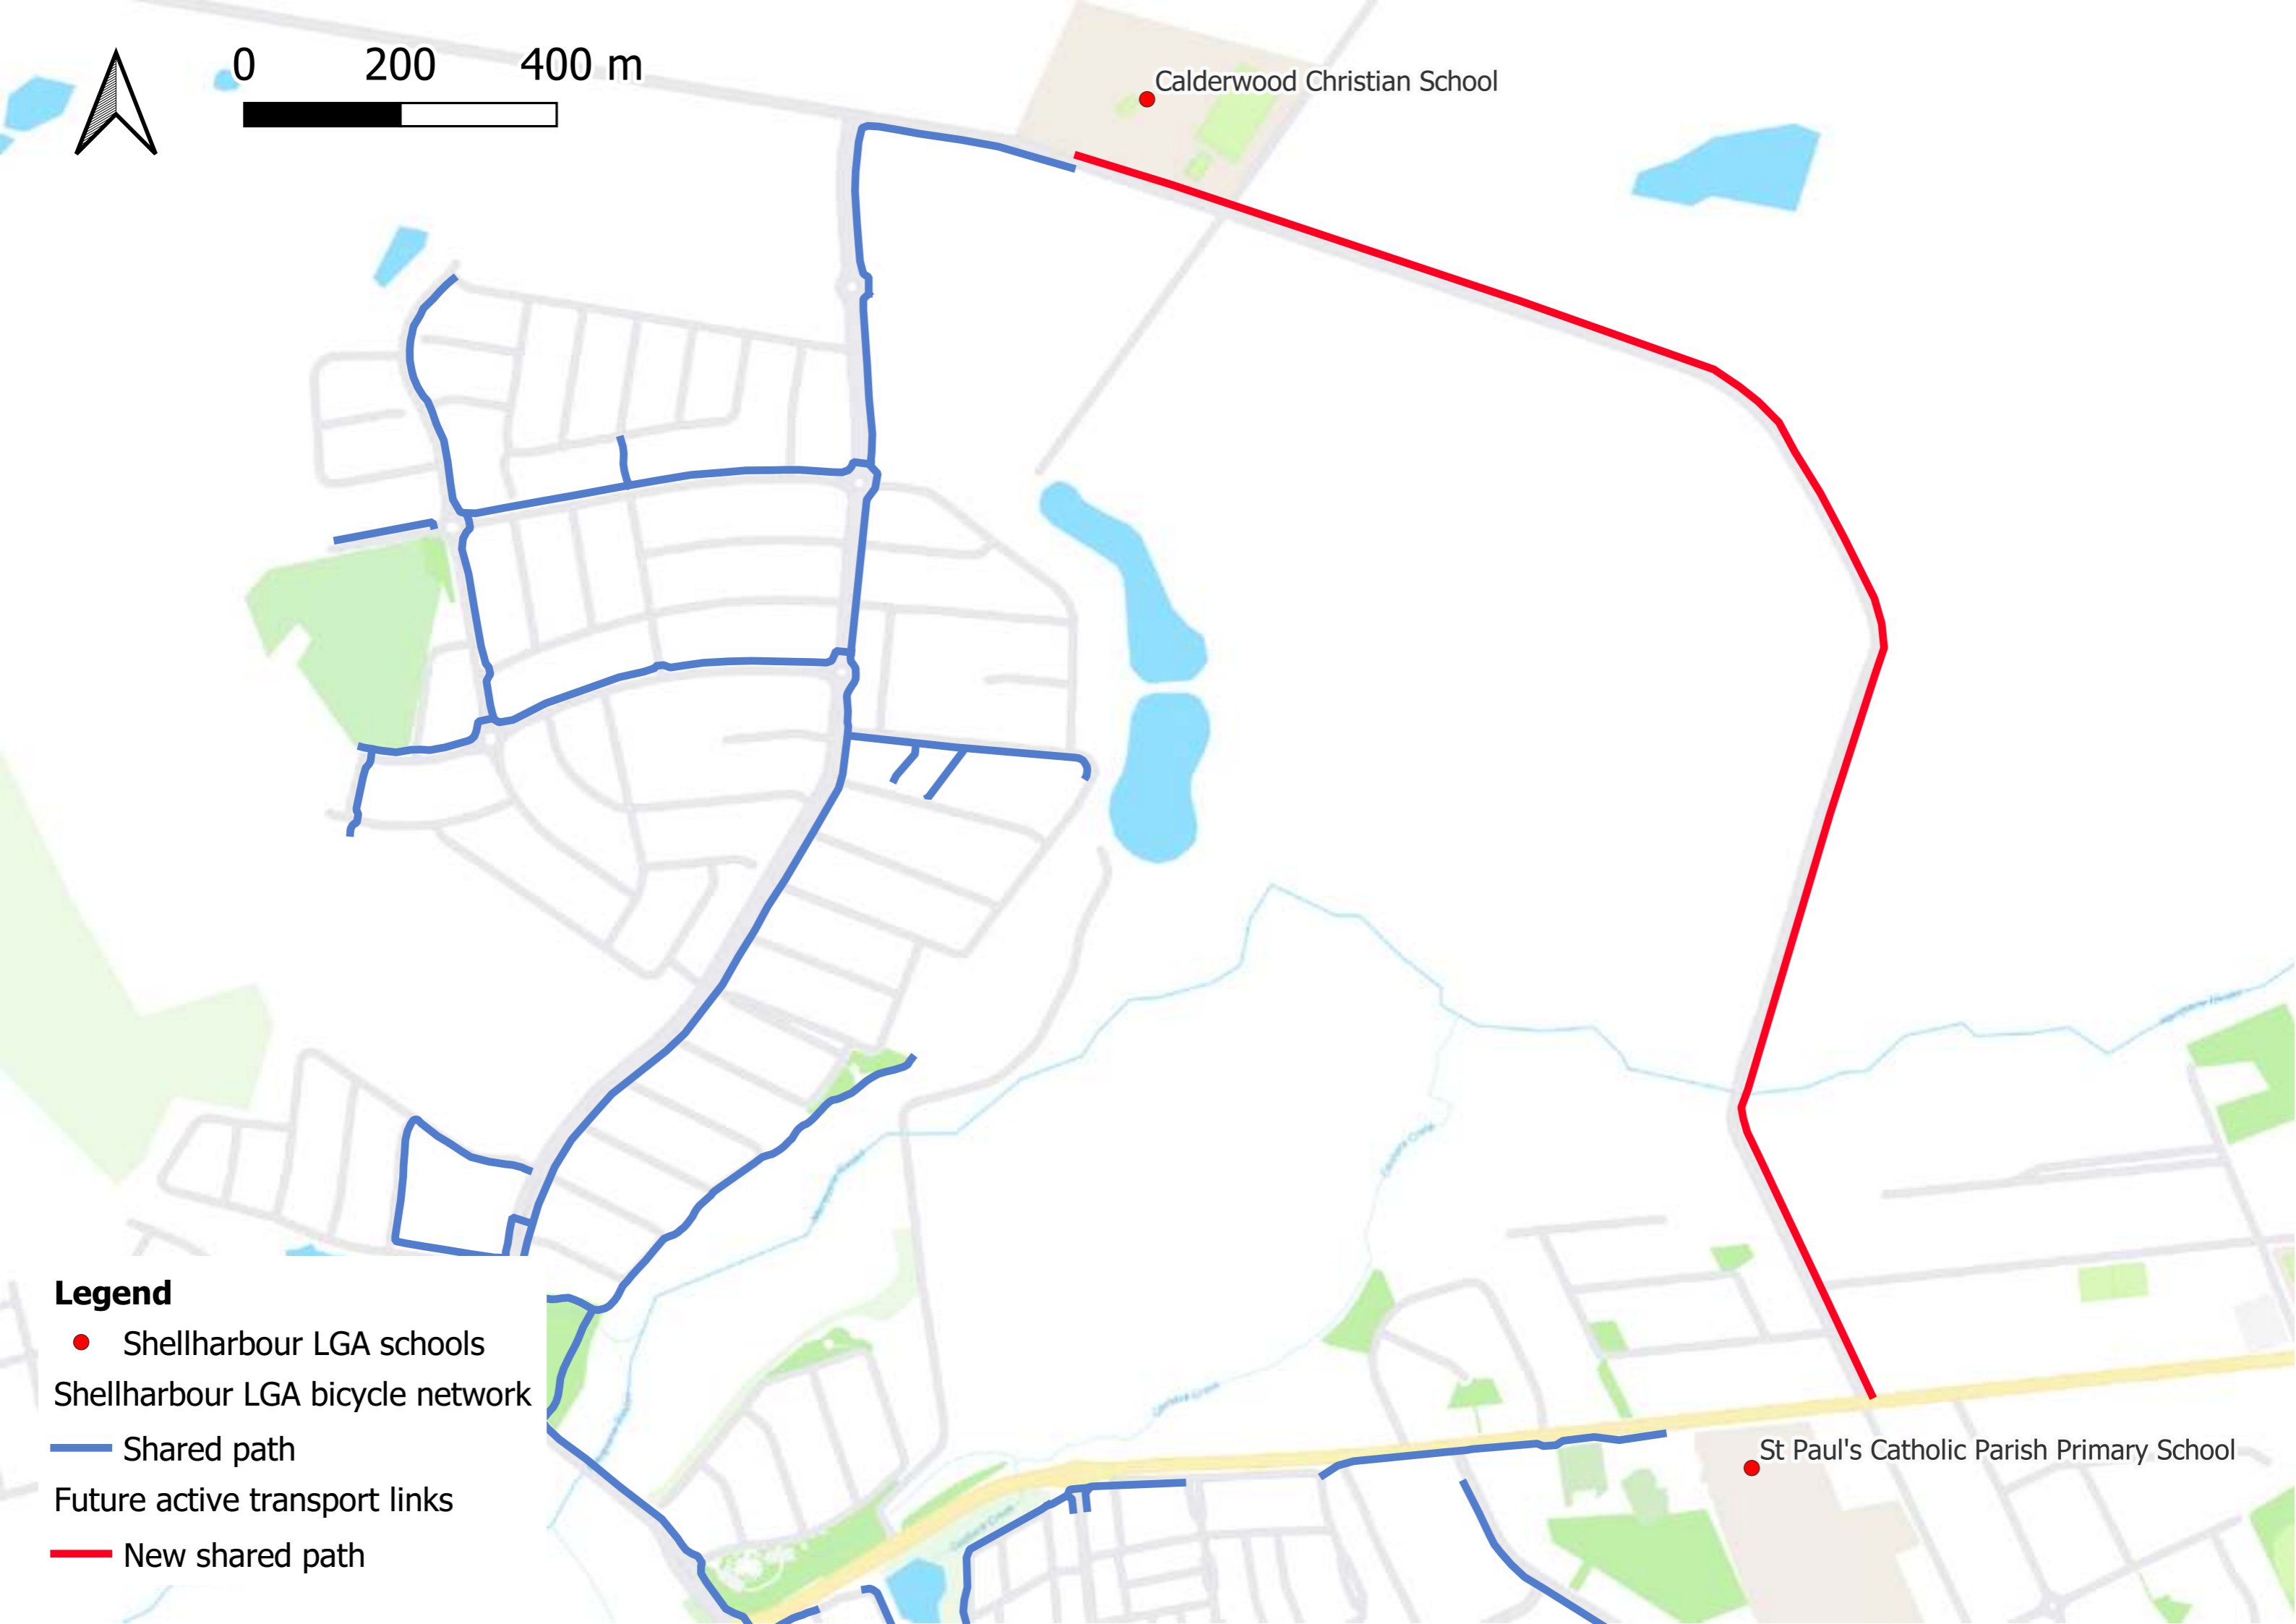 0 200 400 m
Calderwood Christian School
Legend
Shellharbour LGA schools
Shellharbour LGA bicycle network
Shared path
Future active transport links
New shared path
St Paul's Catholic Parish Primary School